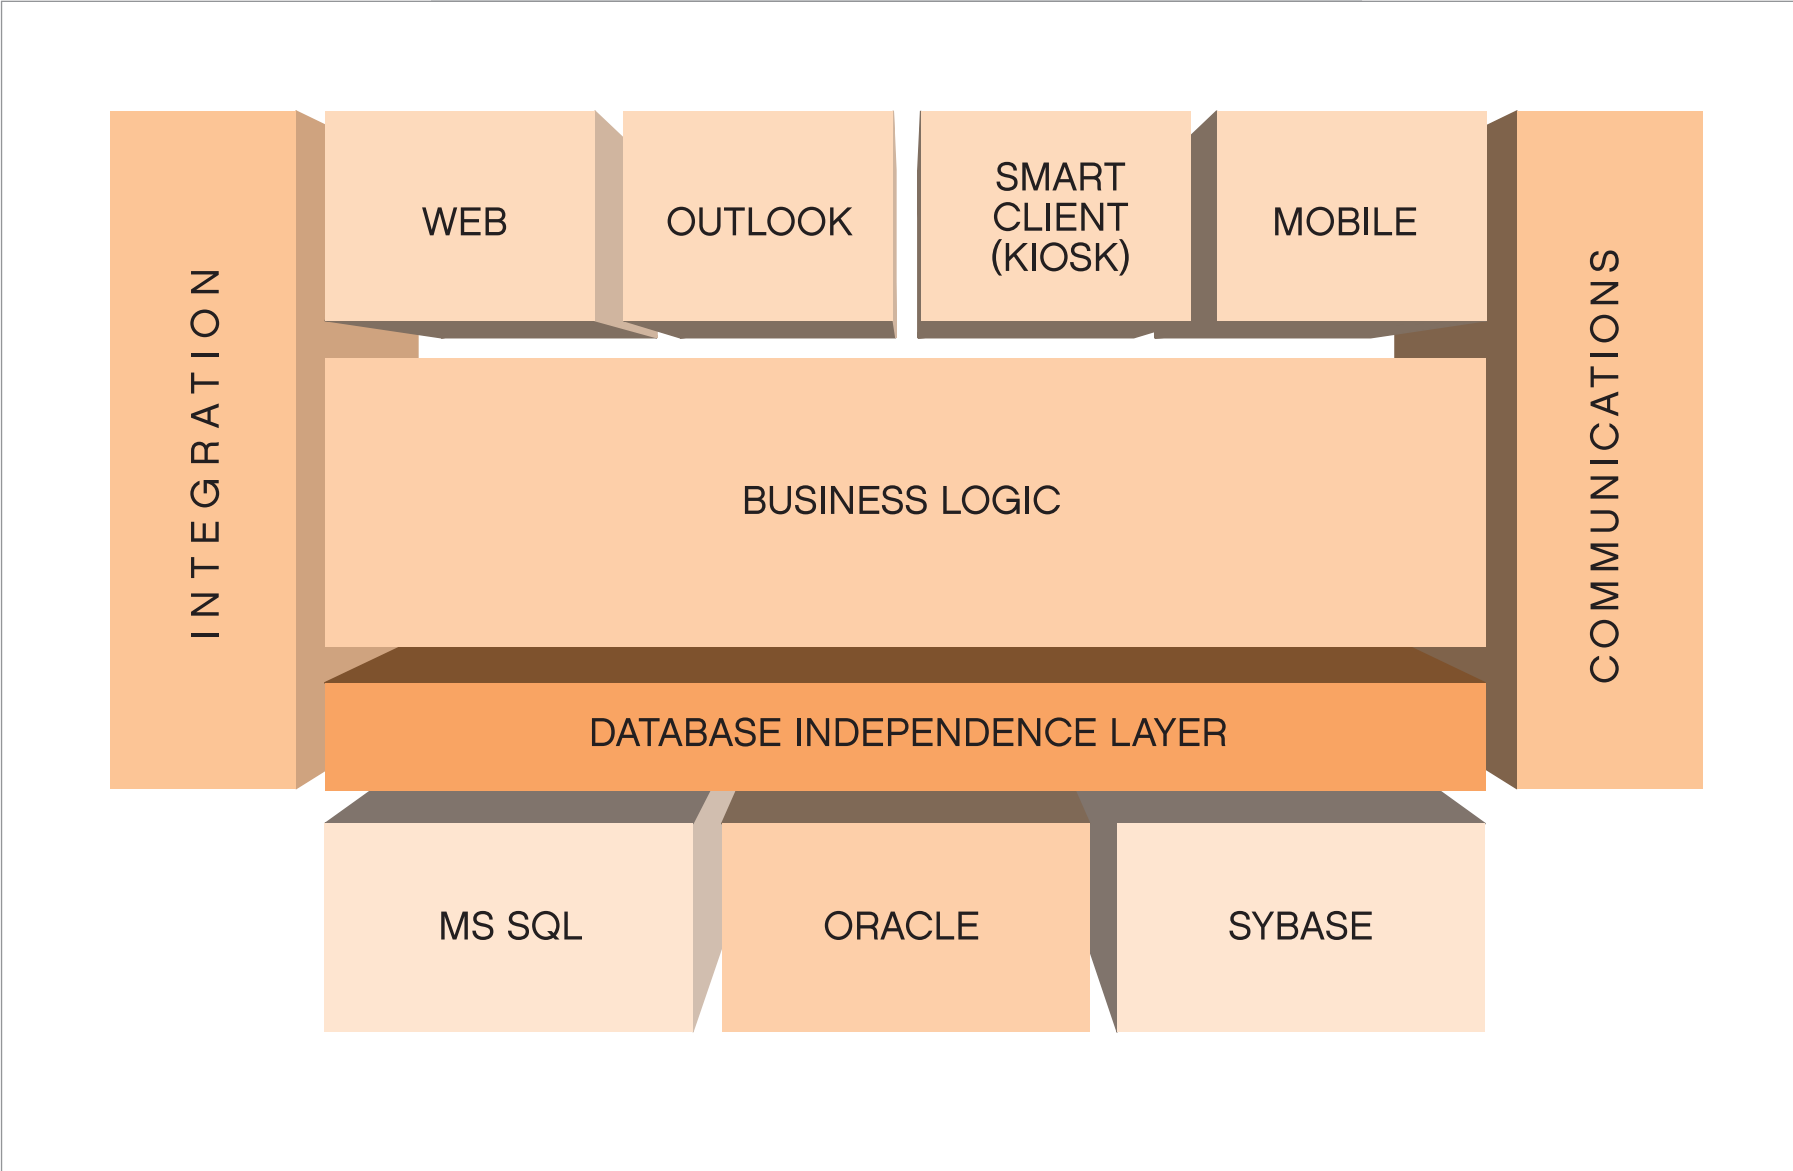 INTEGRATION
WEB
OUTLOOK
SMART
CLIENT
(KIOSK)
MOBILE
COMMUNICATIONS
BUSINESS LOGIC
DATABASE INDEPENDENCE LAYER
MS SQL
ORACLE
SYBASE